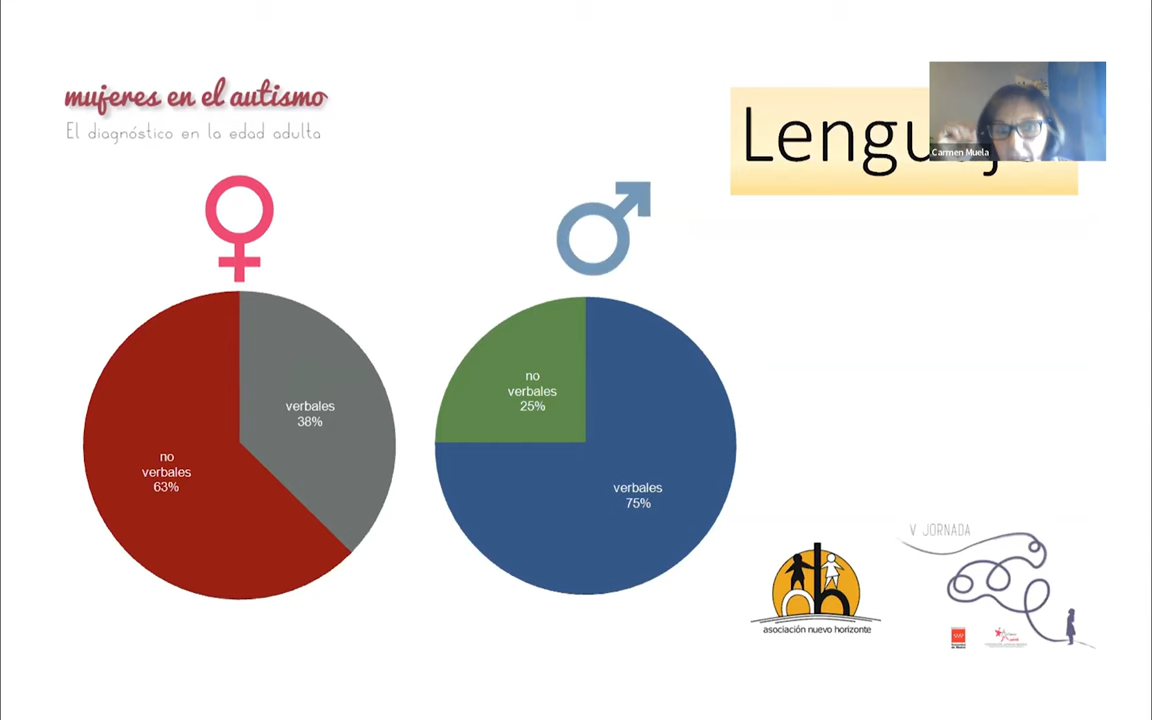 mujeres en el autismo
El diagnóstico en la edad adulta
Lenguaj
Carmen Muela
verbales
38%
no
verbales
63%
no
verbales
25%
verbales
75%
V JORNADA
asociación nuevo horizonte